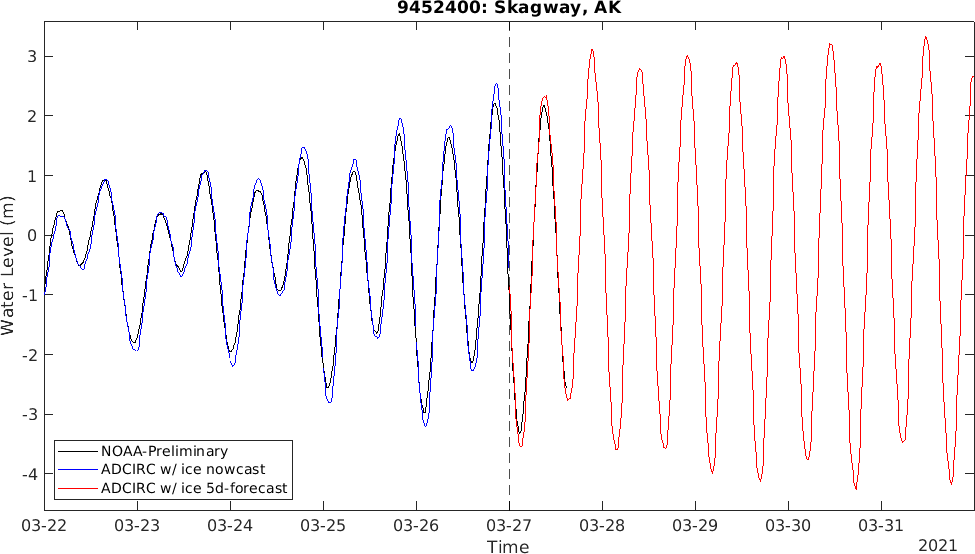 9452400: Skagway, AK
Water Level (m)
3
2
1
0
-1
-2
-3
-4
NOAA-Preliminary
ADCIRC w/ ice nowcast
ADCIRC w/ ice 5d-forecast
03-22 03-23 03-24 03-25 03-26 03-27 03-28 03-29 03-30 03-31
Time
2021